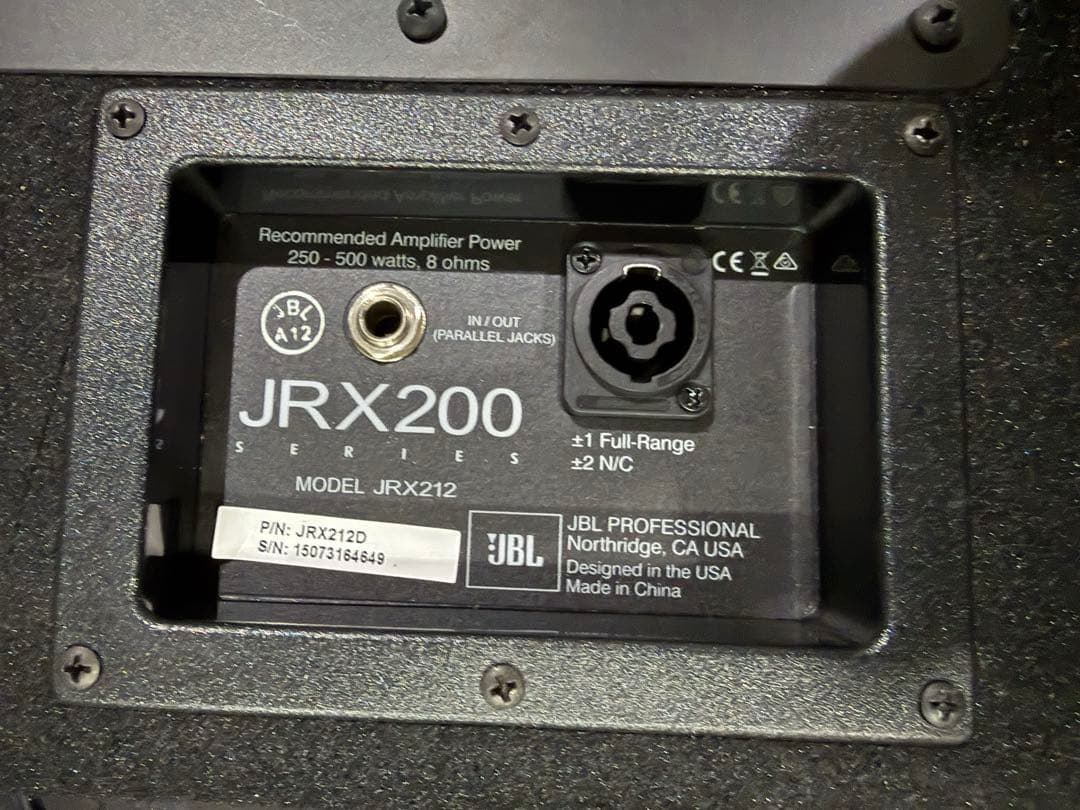 Recommended Amplifier Power
250 - 500 watts, 8 ohms
JBL
A12
IN / OUT
(PARALLEL JACKS)
CE
JRX200
SERIES
MODEL JRX212
±1 Full-Range
±2 N/C
P/N: JRX212D
S/N: 15073164649
JBL
JBL PROFESSIONAL
Northridge, CA USA
Designed in the USA
Made in China